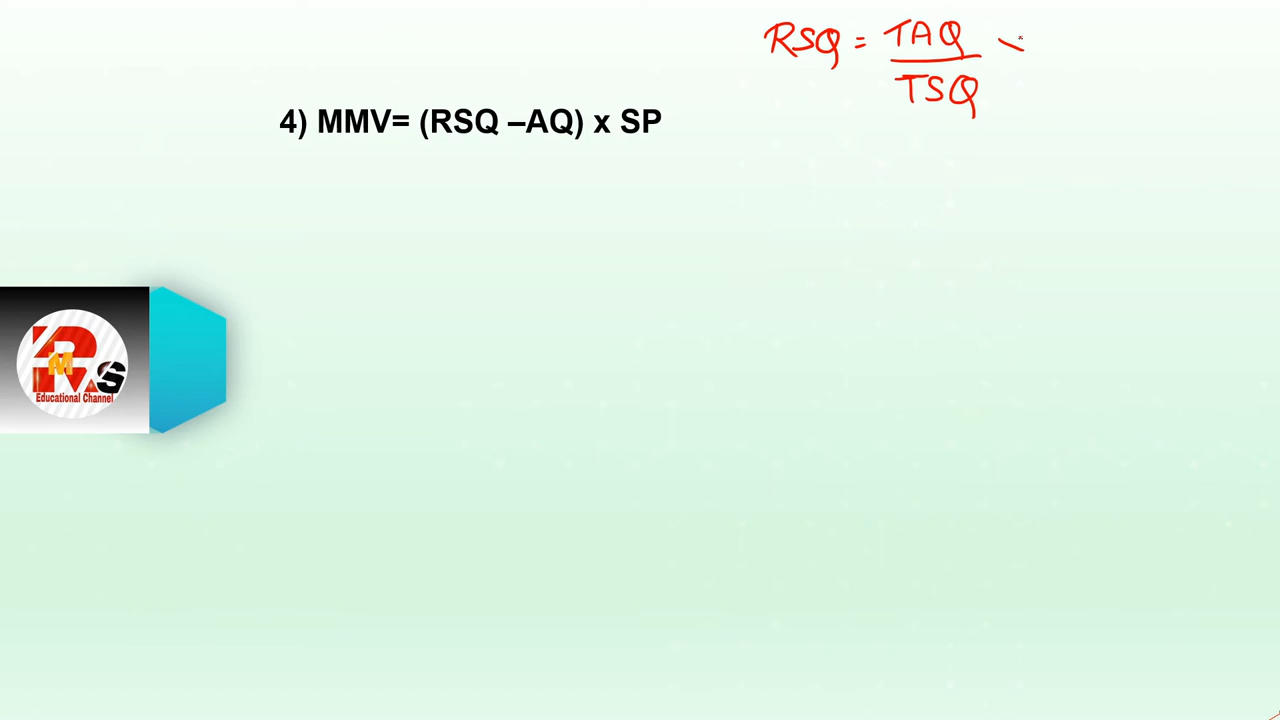 RSQ = TAQ
TSQ
4) MMV= (RSQ –AQ) x SP
M
S
Educational Channel